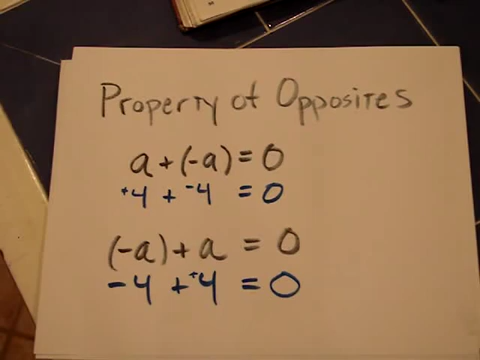 Property of Opposites
a + (-a) = 0
+4 + -4 = 0
(-a) + a = 0
-4 + +4 = 0